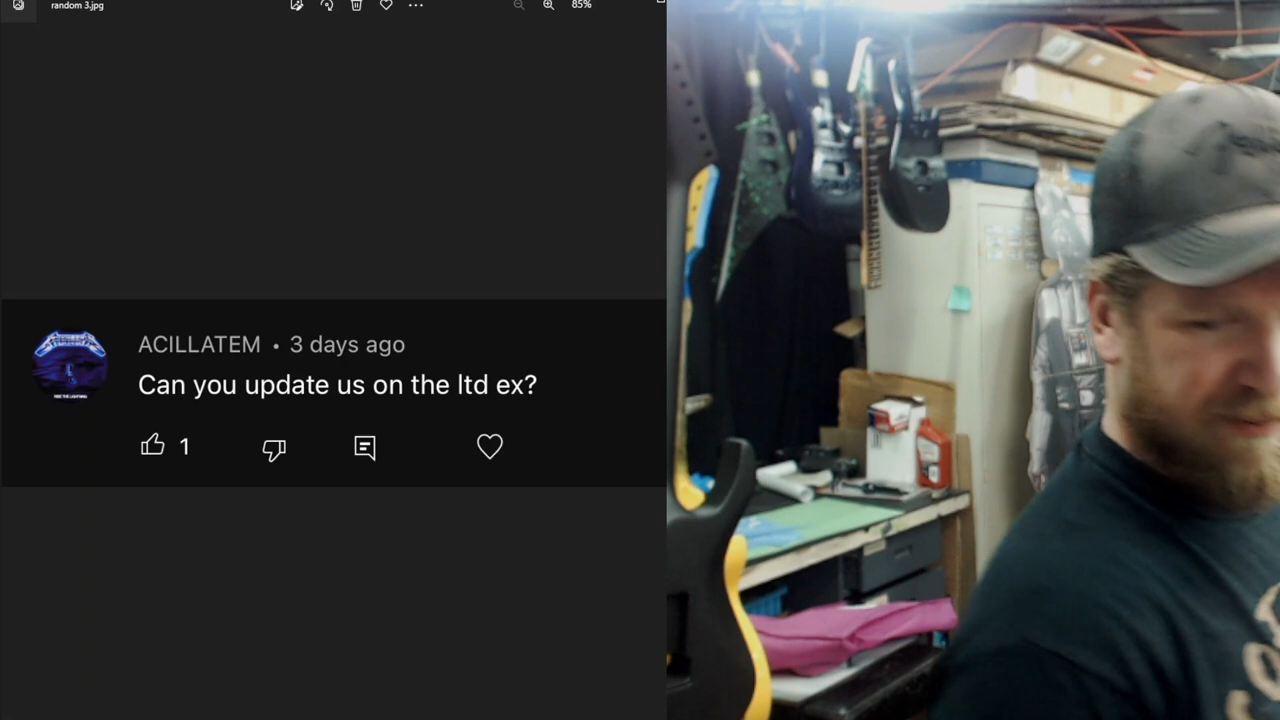 random 3.jpg
85%
ACILLATEM • 3 days ago
Can you update us on the ltd ex?
1